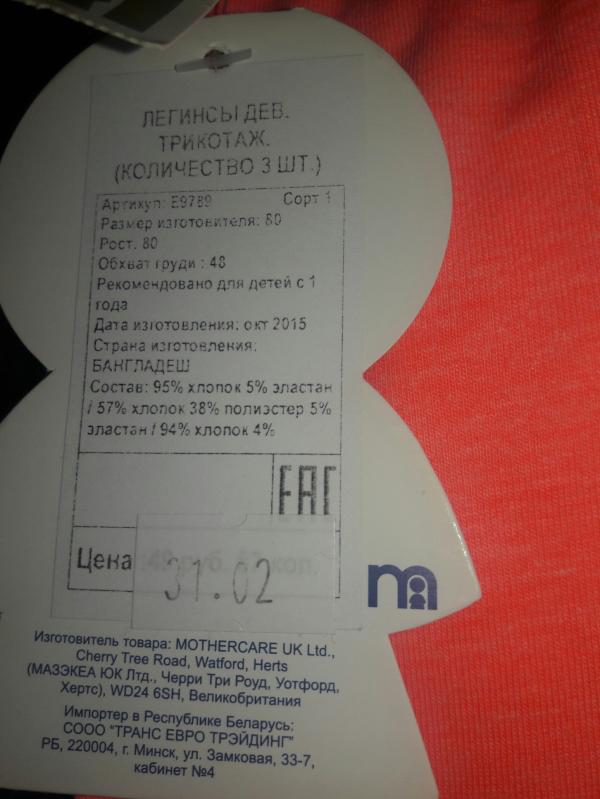 ЛЕГИНСЫ ДЕВ.
ТРИКОТАЖ.
(КОЛИЧЕСТВО 3 ШТ.)
Артикул: E9789 Сорт 1
Размер изготовителя: 80
Рост: 80
Обхват груди : 48
Рекомендовано для детей с 1
года
Дата изготовления: окт 2015
Страна изготовления:
БАНГЛАДЕШ
Состав: 95% хлопок 5% эластан
/ 57% хлопок 38% полиэстер 5%
эластан / 94% хлопок 4%
EAC
Цена
31.02
m
Изготовитель товара: MOTHERCARE UK Ltd.,
Cherry Tree Road, Watford, Herts
(МАЗЭКЕА ЮК Лтд., Черри Три Роуд, Уотфорд,
Хертс), WD24 6SH, Великобритания
Импортер в Республике Беларусь:
СООО "ТРАНС ЕВРО ТРЭЙДИНГ"
РБ, 220004, г. Минск, ул. Замковая, 33-7,
кабинет №4